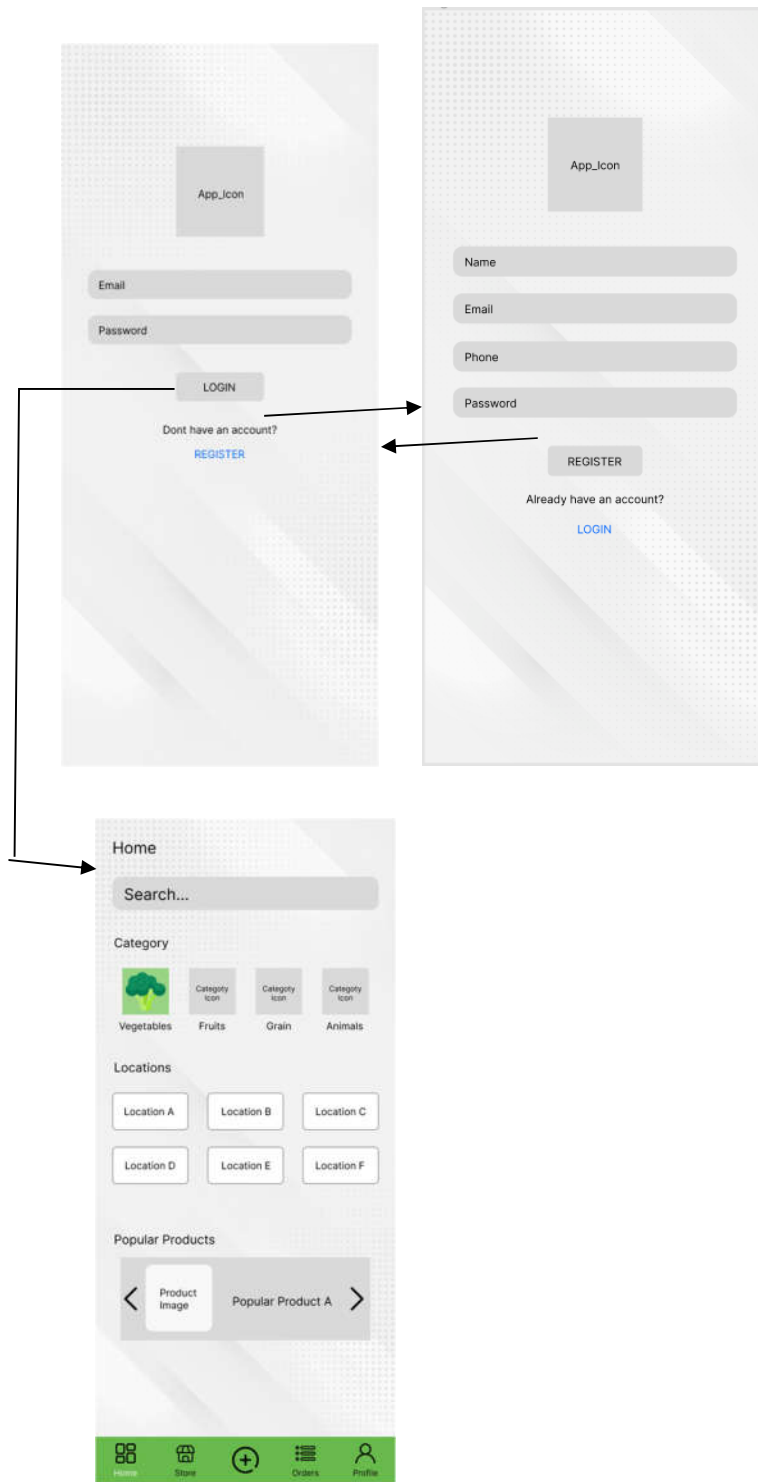 App_Icon
Email
Password
LOGIN
Dont have an account?
REGISTER
App_Icon
Name
Email
Phone
Password
REGISTER
Already have an account?
LOGIN
Home
Search...
Category
Categoty
Icon
Categoty
Icon
Categoty
Icon
Vegetables Fruits Grain Animals
Locations
Location A Location B Location C
Location D Location E Location F
Popular Products
Product
Image
Popular Product A
Home Store Orders Profile